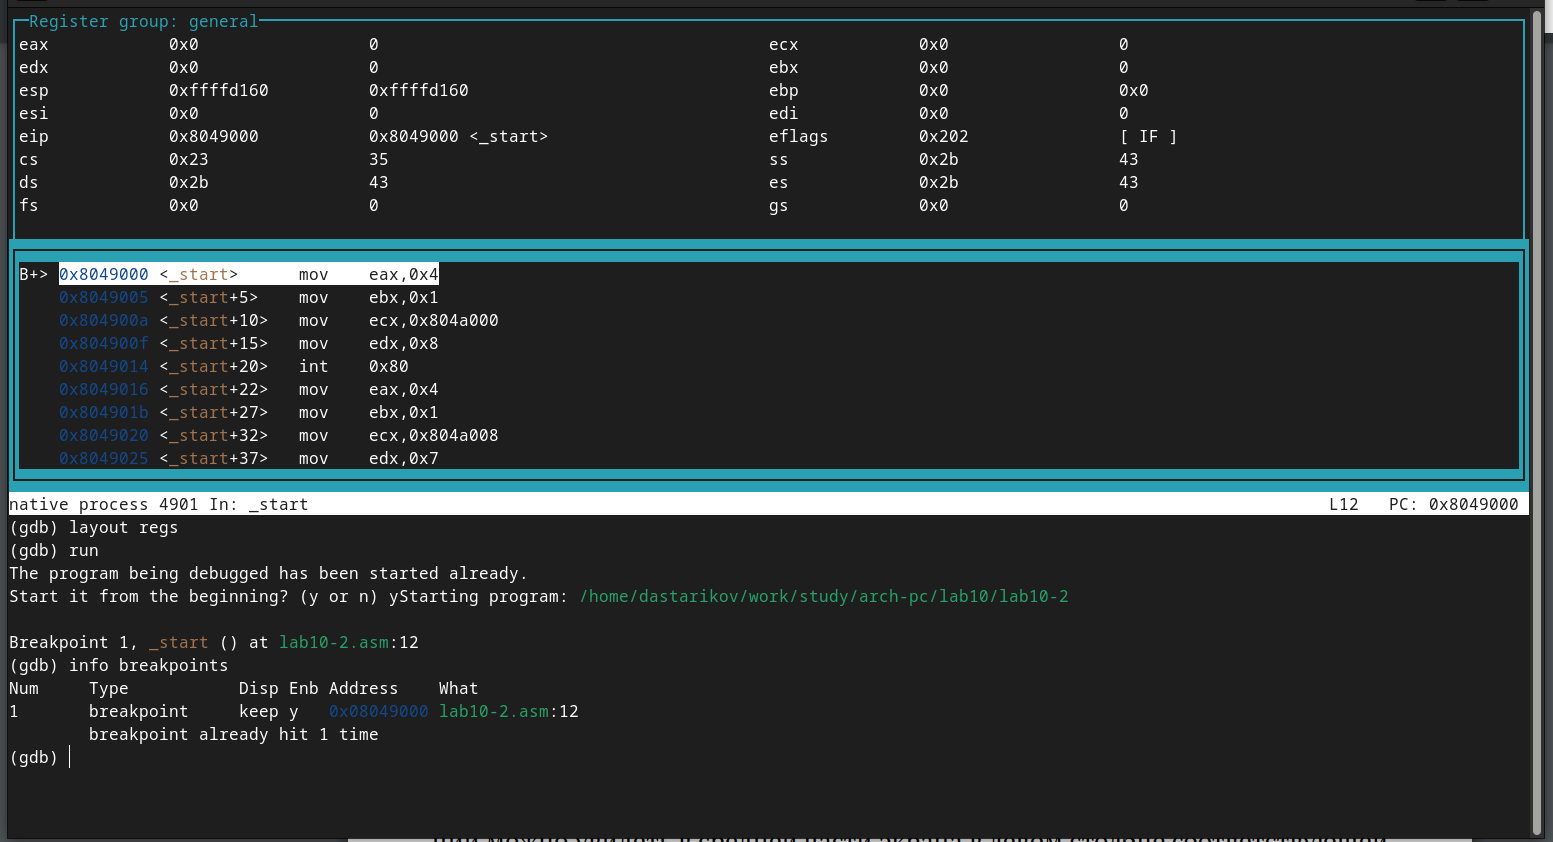 Register group: general
eax 0x0 0 ecx 0x0 0
edx 0x0 0 ebx 0x0 0
esp 0xffffd160 0xffffd160 ebp 0x0 0x0
esi 0x0 0 edi 0x0 0
eip 0x8049000 0x8049000 <_start> eflags 0x202 [ IF ]
cs 0x23 35 ss 0x2b 43
ds 0x2b 43 es 0x2b 43
fs 0x0 0 gs 0x0 0
B+> 0x8049000 <_start> mov eax,0x4
0x8049005 <_start+5> mov ebx,0x1
0x804900a <_start+10> mov ecx,0x804a000
0x804900f <_start+15> mov edx,0x8
0x8049014 <_start+20> int 0x80
0x8049016 <_start+22> mov eax,0x4
0x804901b <_start+27> mov ebx,0x1
0x8049020 <_start+32> mov ecx,0x804a008
0x8049025 <_start+37> mov edx,0x7
native process 4901 In: _start L12 PC: 0x8049000
(gdb) layout regs
(gdb) run
The program being debugged has been started already.
Start it from the beginning? (y or n) yStarting program: /home/dastarikov/work/study/arch-pc/lab10/lab10-2
Breakpoint 1, _start () at lab10-2.asm:12
(gdb) info breakpoints
Num Type Disp Enb Address What
1 breakpoint keep y 0x08049000 lab10-2.asm:12
breakpoint already hit 1 time
(gdb)